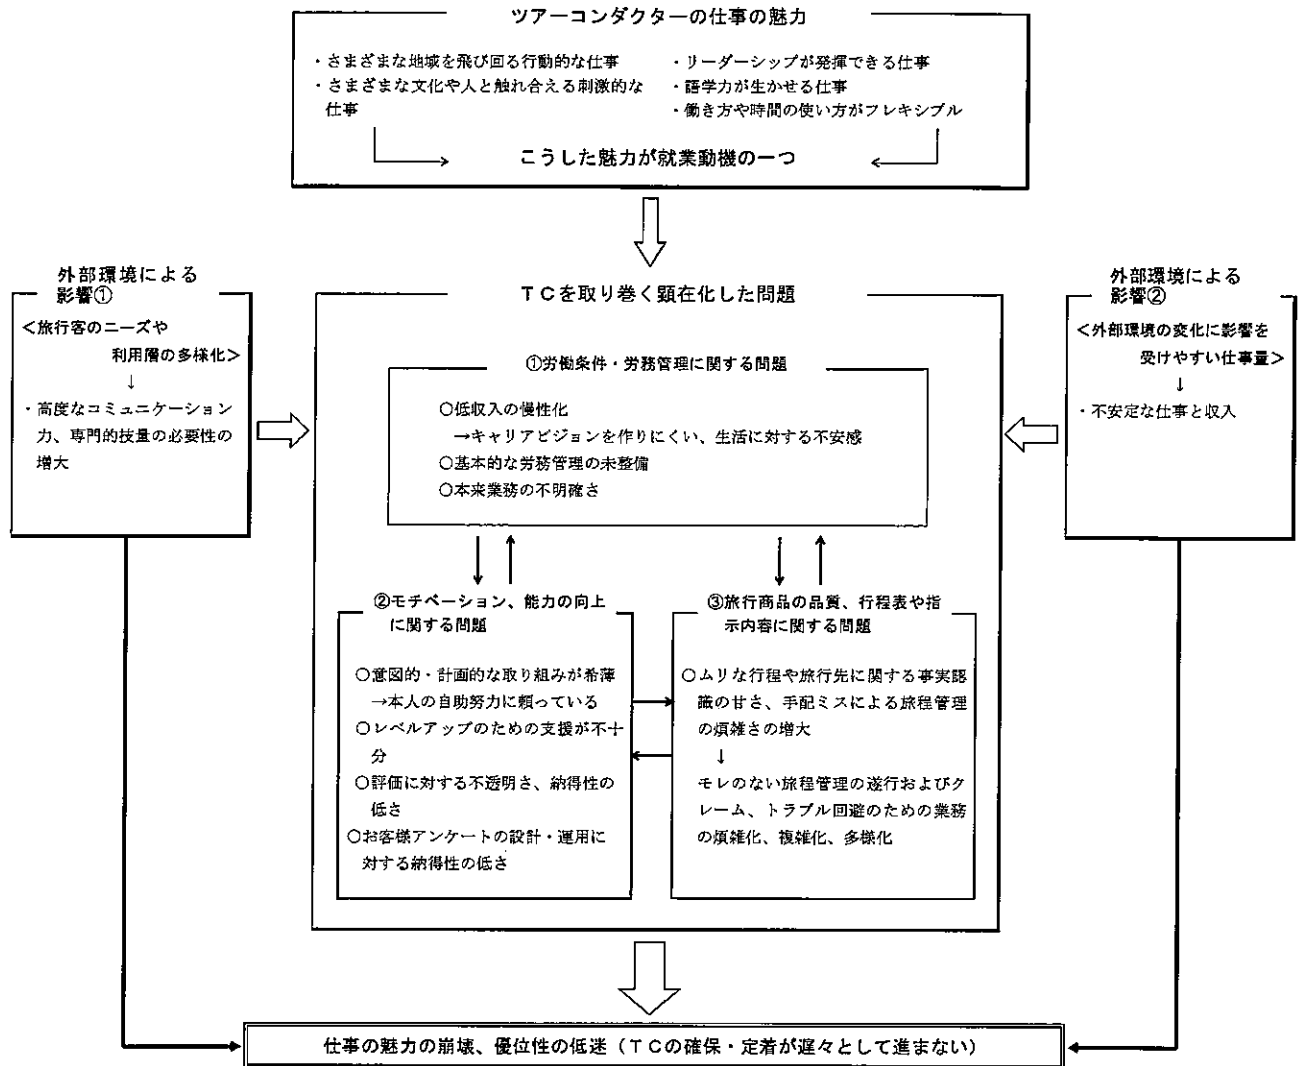 ツアーコンダクターの仕事の魅力
・さまざまな地域を飛び回る行動的な仕事
・さまざまな文化や人と触れ合える刺激的な
仕事
・リーダーシップが発揮できる仕事
・語学力が生かせる仕事
・働き方や時間の使い方がフレキシブル
こうした魅力が就業動機の一つ
外部環境による
影響①
＜旅行客のニーズや
利用層の多様化＞
↓
・高度なコミュニケーション
力、専門的技量の必要性の
増大
ＴＣを取り巻く顕在化した問題
①労働条件・労務管理に関する問題
○低収入の慢性化
→キャリアビジョンを作りにくい、生活に対する不安感
○基本的な労務管理の未整備
○本来業務の不明確さ
外部環境による
影響②
＜外部環境の変化に影響を
受けやすい仕事量＞
↓
・不安定な仕事と収入
②モチベーション、能力の向上
に関する問題
○意図的・計画的な取り組みが希薄
→本人の自助努力に頼っている
○レベルアップのための支援が不十
分
○評価に対する不透明さ、納得性の
低さ
○お客様アンケートの設計・運用に
対する納得性の低さ
③旅行商品の品質、行程表や指
示内容に関する問題
○ムリな行程や旅行先に関する事実認
識の甘さ、手配ミスによる旅程管理
の煩雑さの増大
↓
モレのない旅程管理の遂行およびク
レーム、トラブル回避のための業務
の煩雑化、複雑化、多様化
仕事の魅力の崩壊、優位性の低迷（ＴＣの確保・定着が遅々として進まない）